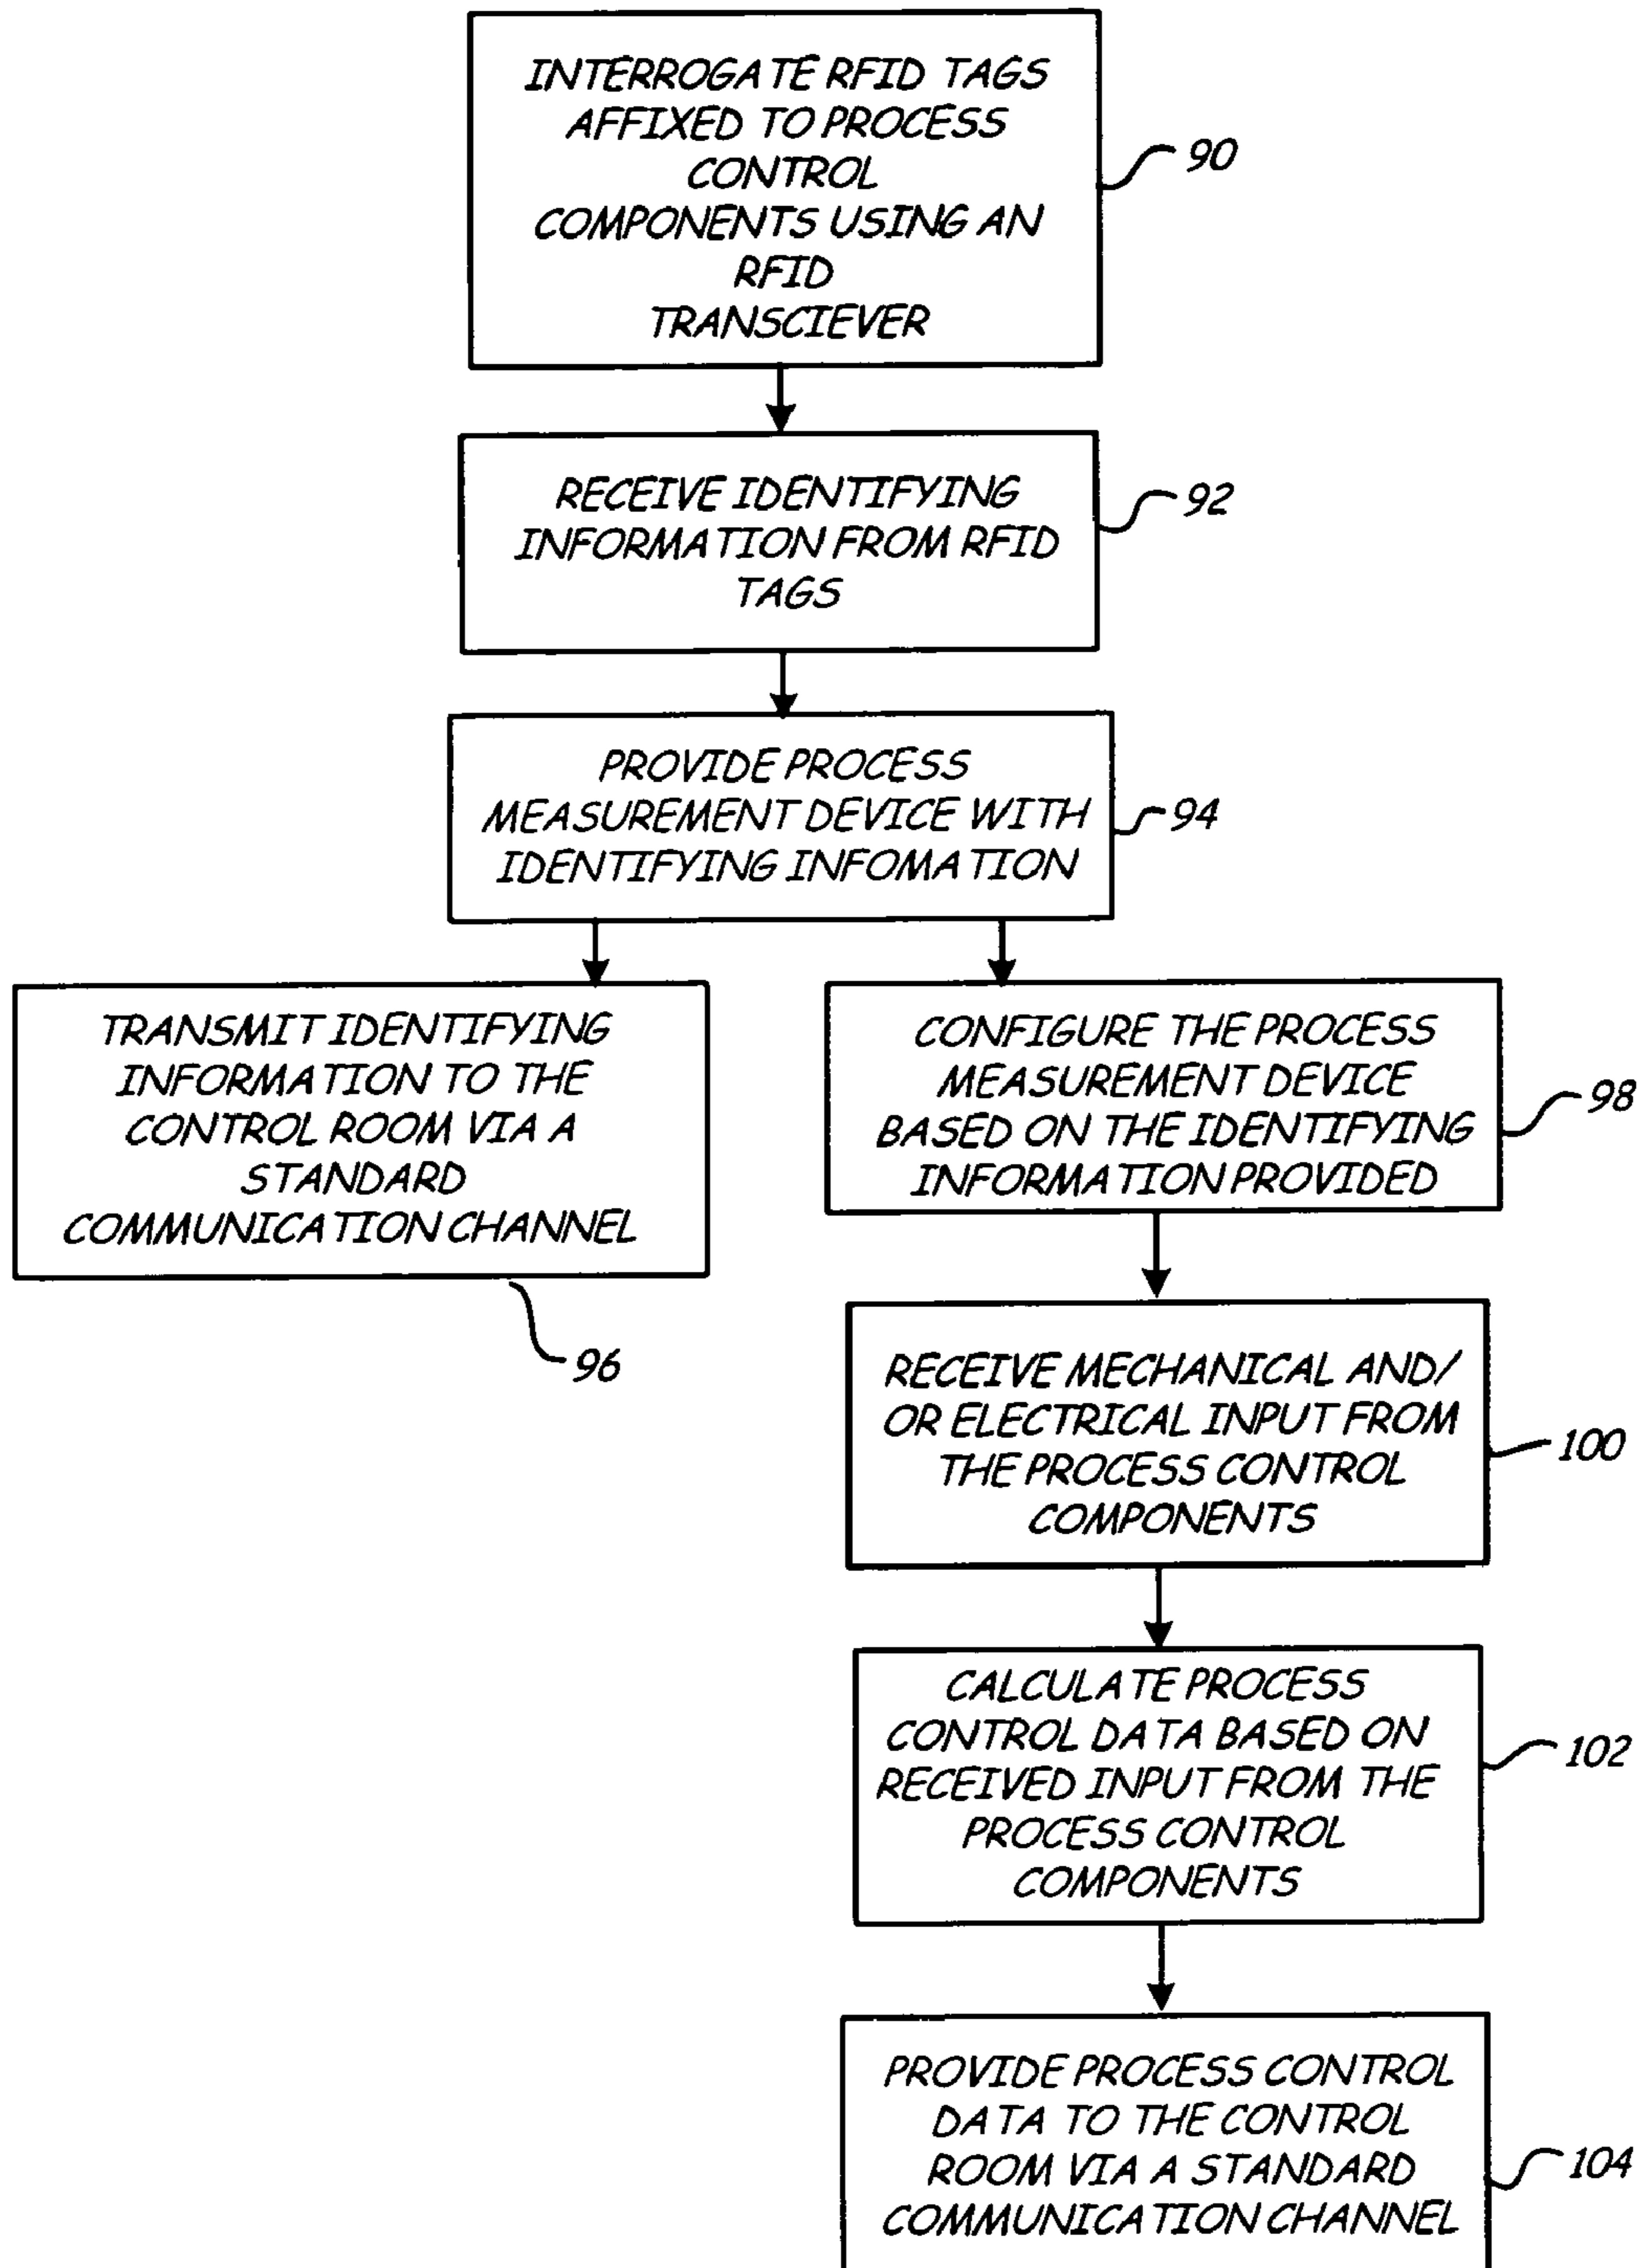 INTERROGATE RFID TAGS
AFFIXED TO PROCESS
CONTROL
COMPONENTS USING AN
RFID
TRANSCIEVER
90
RECEIVE IDENTIFYING
INFORMATION FROM RFID
TAGS
92
PROVIDE PROCESS
MEASUREMENT DEVICE WITH
IDENTIFYING INFOMATION
94
TRANSMIT IDENTIFYING
INFORMATION TO THE
CONTROL ROOM VIA A
STANDARD
COMMUNICATION CHANNEL
96
CONFIGURE THE PROCESS
MEASUREMENT DEVICE
BASED ON THE IDENTIFYING
INFORMATION PROVIDED
98
RECEIVE MECHANICAL AND/
OR ELECTRICAL INPUT FROM
THE PROCESS CONTROL
COMPONENTS
100
CALCULATE PROCESS
CONTROL DATA BASED ON
RECEIVED INPUT FROM THE
PROCESS CONTROL
COMPONENTS
102
PROVIDE PROCESS CONTROL
DATA TO THE CONTROL
ROOM VIA A STANDARD
COMMUNICATION CHANNEL
104